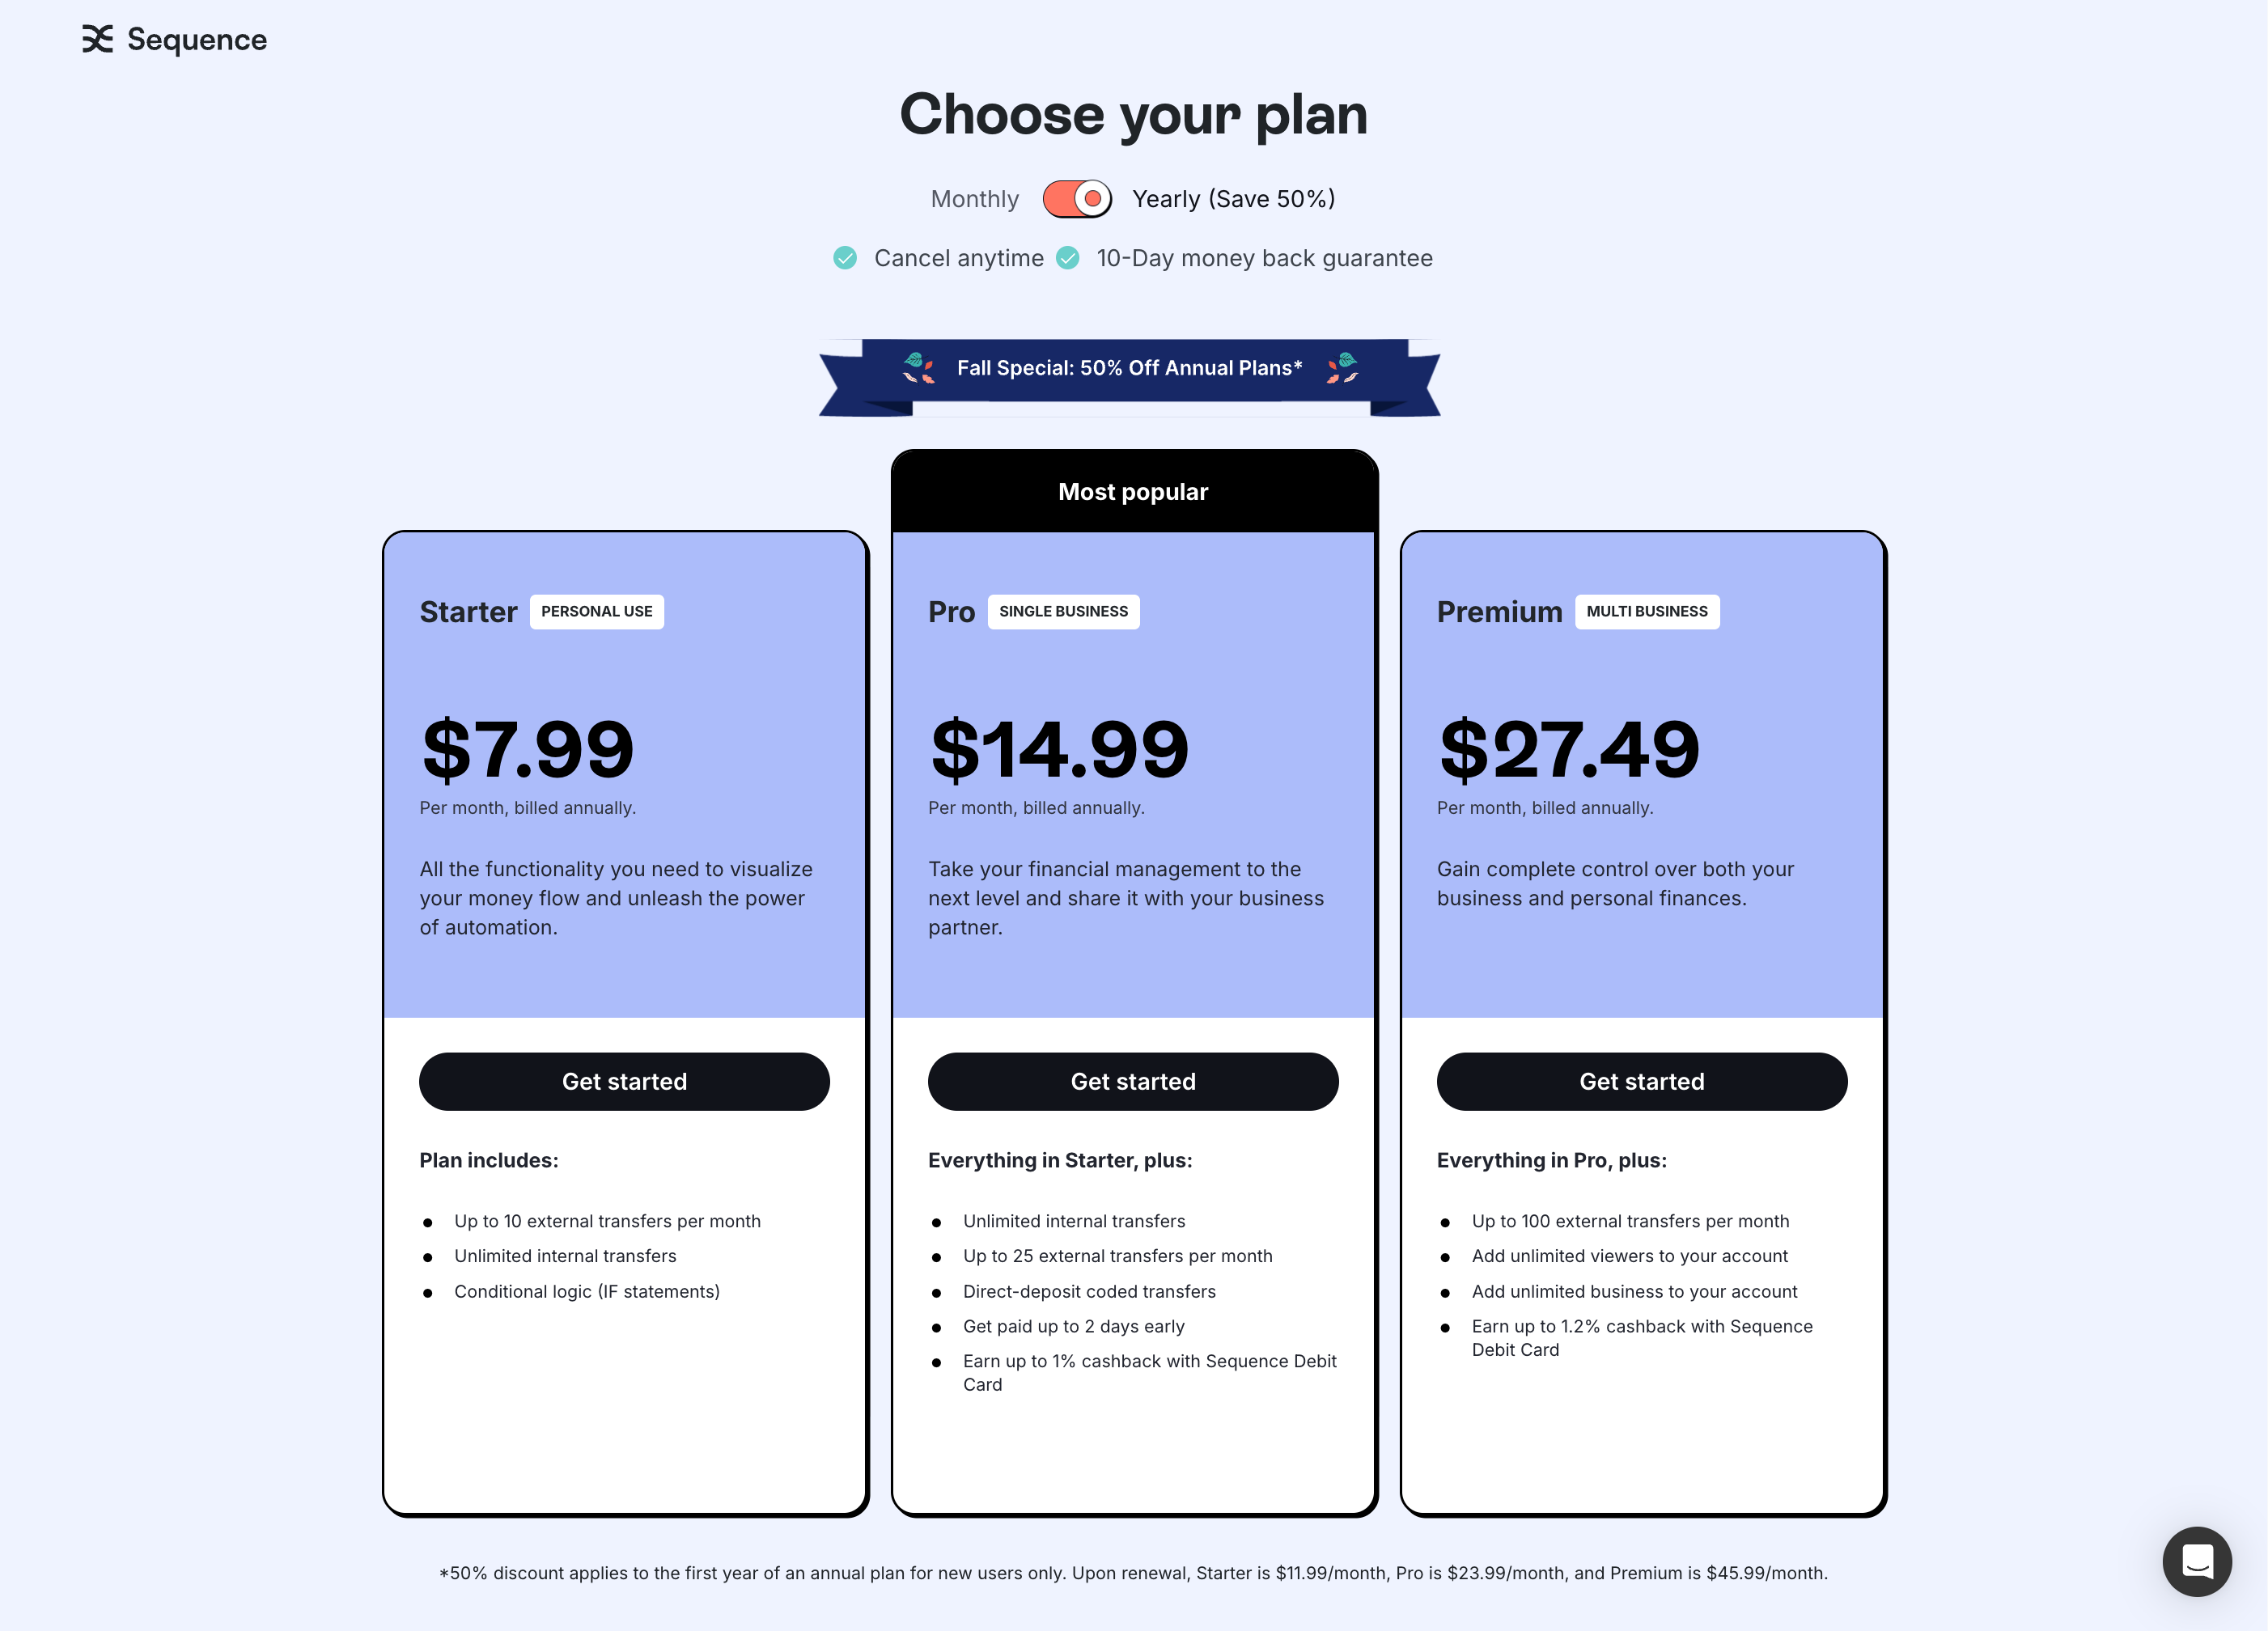 Sequence
Choose your plan
Monthly
Yearly (Save 50%)
Cancel anytime
10-Day money back guarantee
Fall Special: 50% Off Annual Plans*
Most popular
Starter
PERSONAL USE
$7.99
Per month, billed annually.
All the functionality you need to visualize
your money flow and unleash the power
of automation.
Get started
Plan includes:
Up to 10 external transfers per month
Unlimited internal transfers
Conditional logic (IF statements)
Pro
SINGLE BUSINESS
$14.99
Per month, billed annually.
Take your financial management to the
next level and share it with your business
partner.
Get started
Everything in Starter, plus:
Unlimited internal transfers
Up to 25 external transfers per month
Direct-deposit coded transfers
Get paid up to 2 days early
Earn up to 1% cashback with Sequence Debit
Card
Premium
MULTI BUSINESS
$27.49
Per month, billed annually.
Gain complete control over both your
business and personal finances.
Get started
Everything in Pro, plus:
Up to 100 external transfers per month
Add unlimited viewers to your account
Add unlimited business to your account
Earn up to 1.2% cashback with Sequence
Debit Card
*50% discount applies to the first year of an annual plan for new users only. Upon renewal, Starter is $11.99/month, Pro is $23.99/month, and Premium is $45.99/month.